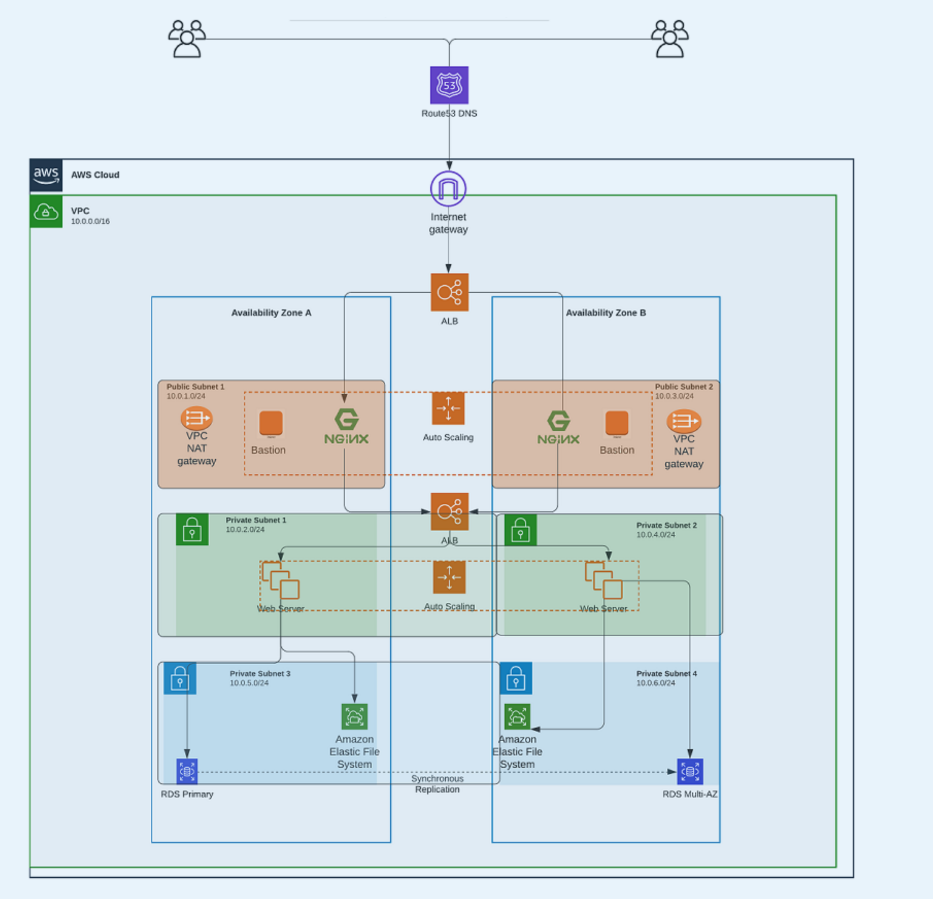 53
Route53 DNS
aws
AWS Cloud
VPC
10.0.0.0/16
Internet
gateway
ALB
Availability Zone A
Availability Zone B
Public Subnet 1
10.0.1.0/24
Public Subnet 2
10.0.3.0/24
VPC
NAT
gateway
Bastion
NGINX
Auto Scaling
NGINX
Bastion
VPC
NAT
gateway
ALB
Private Subnet 1
10.0.2.0/24
Private Subnet 2
10.0.4.0/24
Web Server
Auto Scaling
Web Server
Private Subnet 3
10.0.5.0/24
Private Subnet 4
10.0.6.0/24
Amazon
Elastic File
System
Amazon
Elastic File
System
Synchronous
Replication
RDS Primary
RDS Multi-AZ